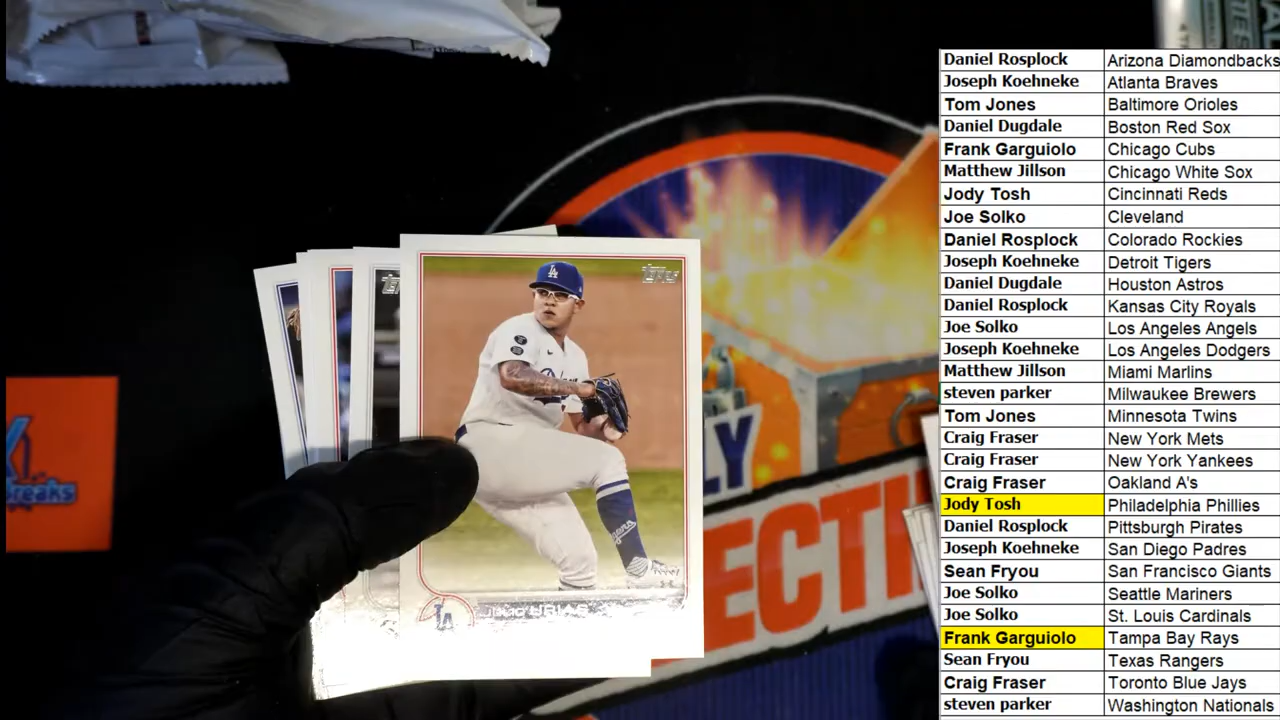 Daniel Rosplock Arizona Diamondbacks
Joseph Koehneke Atlanta Braves
Tom Jones Baltimore Orioles
Daniel Dugdale Boston Red Sox
Frank Garguiolo Chicago Cubs
Matthew Jillson Chicago White Sox
Jody Tosh Cincinnati Reds
Joe Solko Cleveland
Daniel Rosplock Colorado Rockies
Joseph Koehneke Detroit Tigers
Daniel Dugdale Houston Astros
Daniel Rosplock Kansas City Royals
Joe Solko Los Angeles Angels
Joseph Koehneke Los Angeles Dodgers
Matthew Jillson Miami Marlins
steven parker Milwaukee Brewers
Tom Jones Minnesota Twins
Craig Fraser New York Mets
Craig Fraser New York Yankees
Craig Fraser Oakland A's
Jody Tosh Philadelphia Phillies
Daniel Rosplock Pittsburgh Pirates
Joseph Koehneke San Diego Padres
Sean Fryou San Francisco Giants
Joe Solko Seattle Mariners
Joe Solko St. Louis Cardinals
Frank Garguiolo Tampa Bay Rays
Sean Fryou Texas Rangers
Craig Fraser Toronto Blue Jays
steven parker Washington Nationals
Topps
LA
LY
ECTI
Breaks
LA
URIAS